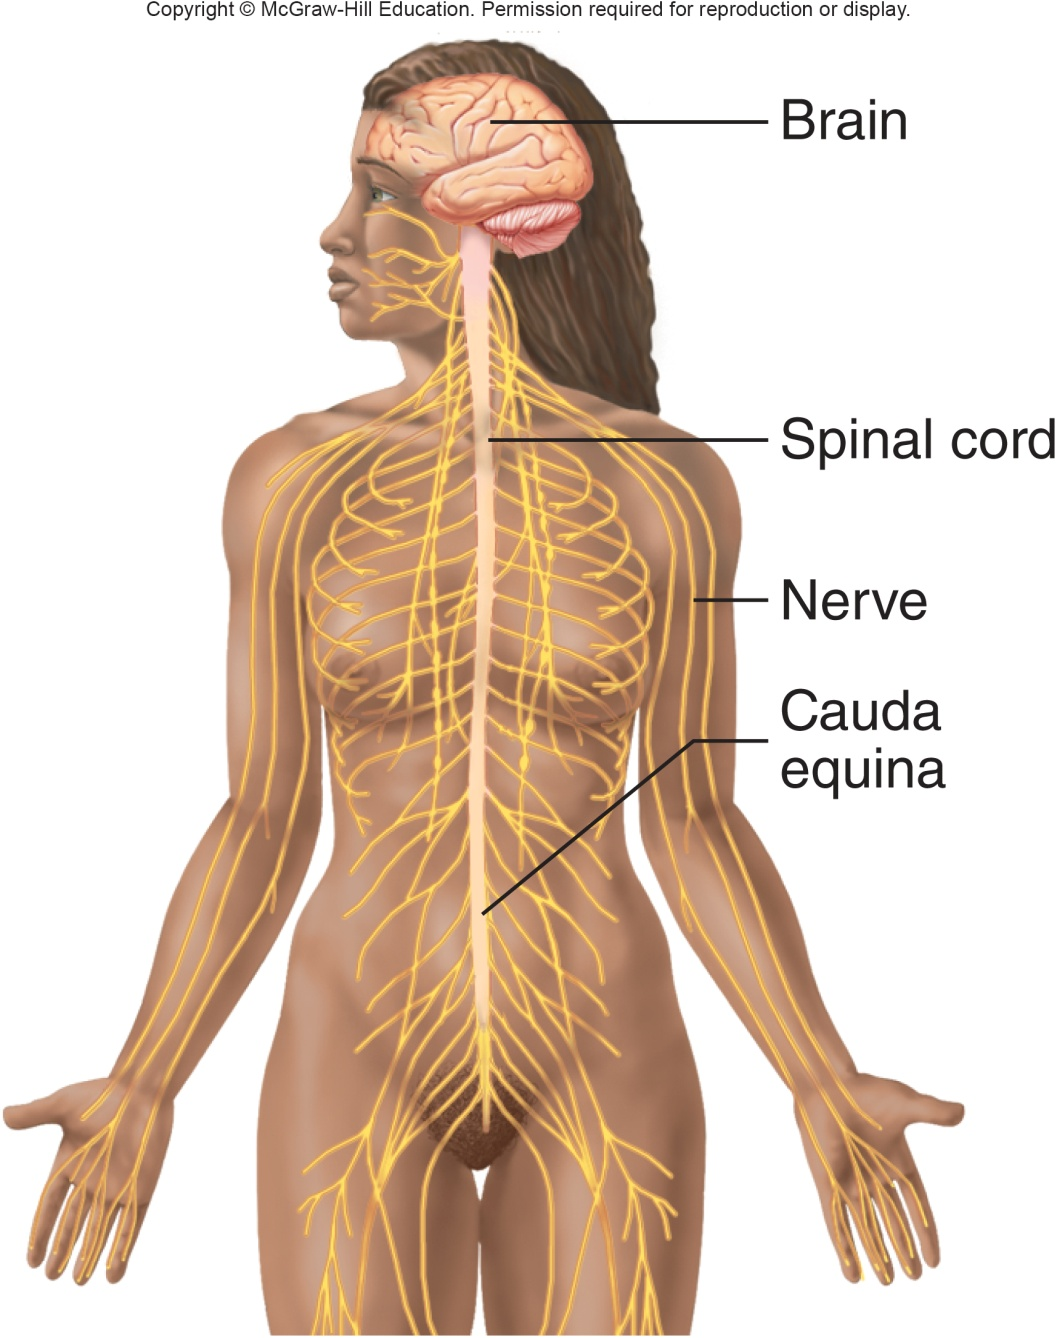 Copyright © McGraw-Hill Education. Permission required for reproduction or display.
Brain
Spinal cord
Nerve
Cauda
equina